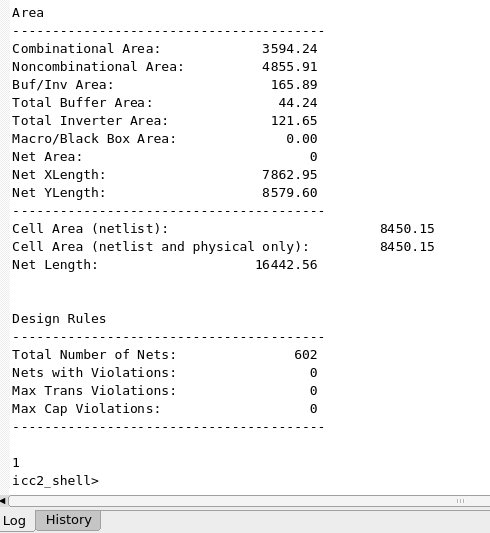 Area
---------------------------------------
Combinational Area: 3594.24
Noncombinational Area: 4855.91
Buf/Inv Area: 165.89
Total Buffer Area: 44.24
Total Inverter Area: 121.65
Macro/Black Box Area: 0.00
Net Area: 0
Net XLength: 7862.95
Net YLength: 8579.60
---------------------------------------
Cell Area (netlist): 8450.15
Cell Area (netlist and physical only): 8450.15
Net Length: 16442.56
Design Rules
---------------------------------------
Total Number of Nets: 602
Nets with Violations: 0
Max Trans Violations: 0
Max Cap Violations: 0
---------------------------------------
1
icc2_shell>
Log History